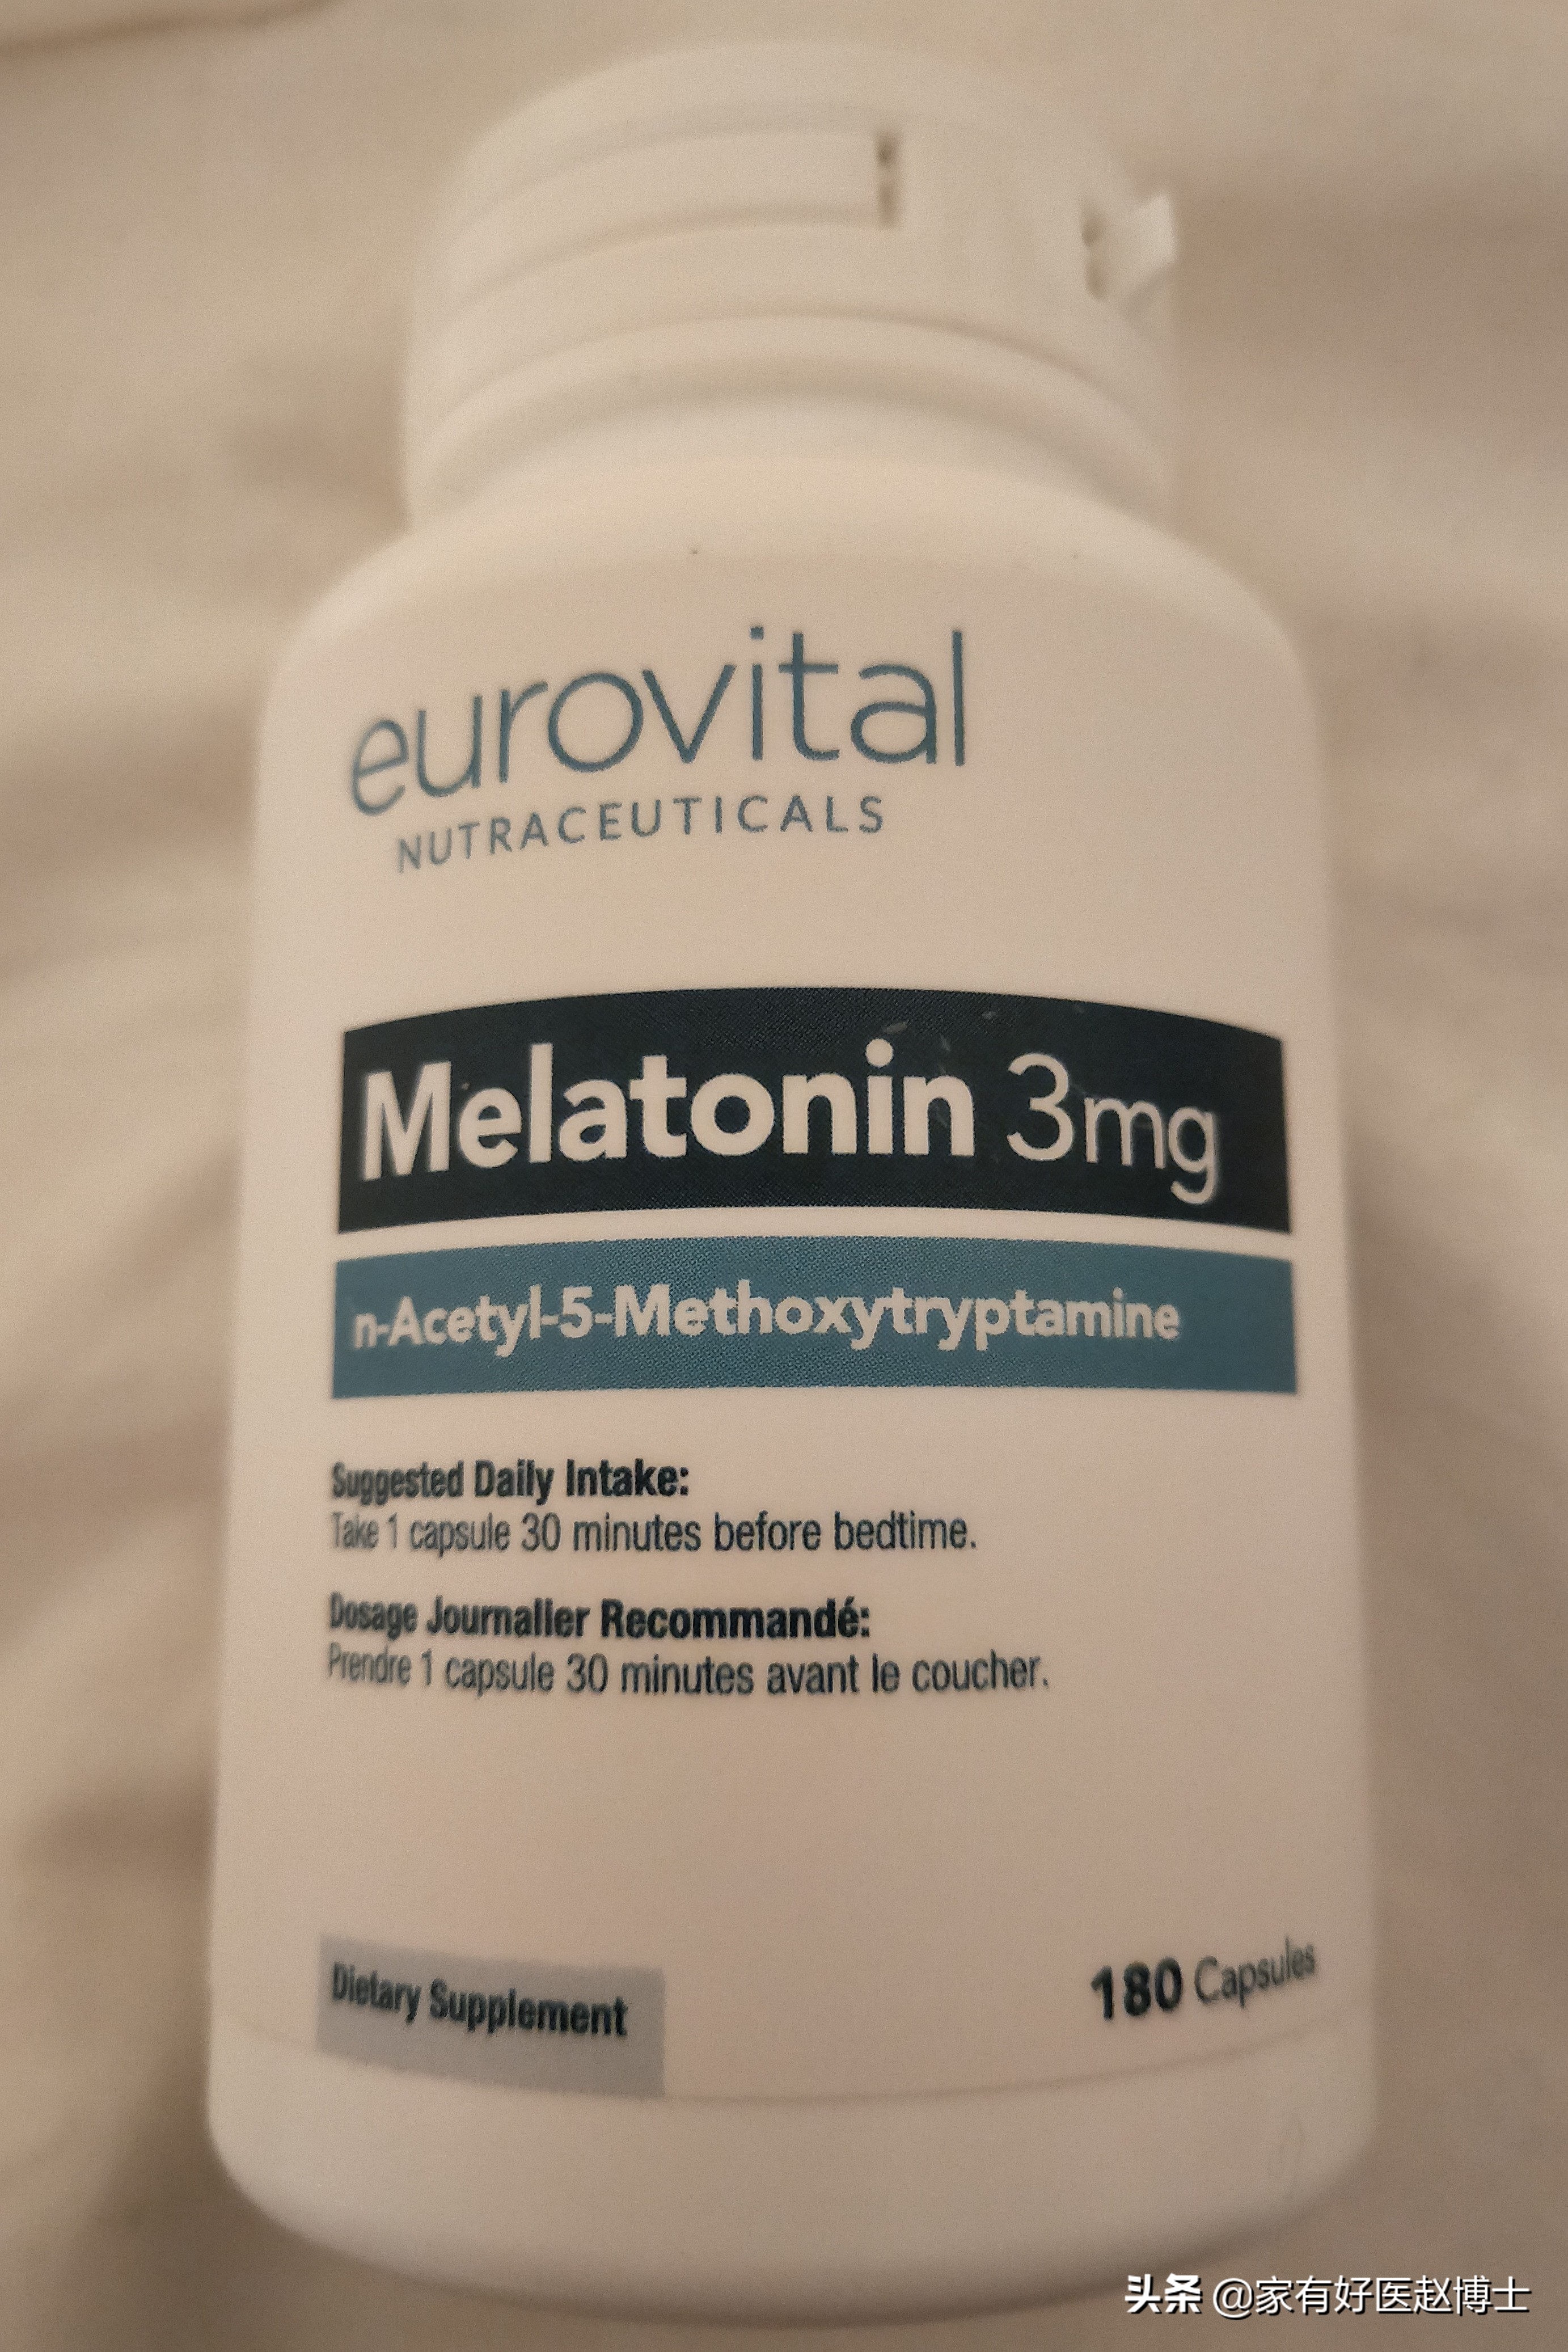 eurovital
NUTRACEUTICALS
Melatonin 3mg
n-Acetyl-5-Methoxytryptamine
Suggested Daily Intake:
Take 1 capsule 30 minutes before bedtime.
Dosage Journalier Recommandé:
Prendre 1 capsule 30 minutes avant le coucher.
Dietary Supplement
180 Capsules
头条 @家有好医赵博士